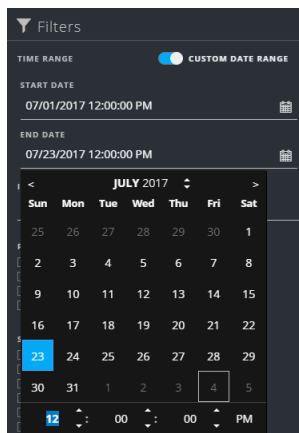 Filters
TIME RANGE CUSTOM DATE RANGE
START DATE
07/01/2017 12:00:00 PM
END DATE
07/23/2017 12:00:00 PM
< JULY 2017 >
Sun Mon Tue Wed Thu Fri Sat
25 26 27 28 29 30 1
2 3 4 5 6 7 8
9 10 11 12 13 14 15
16 17 18 19 20 21 22
23 24 25 26 27 28 29
30 31 1 2 3 4 5
12 : 00 : 00 PM